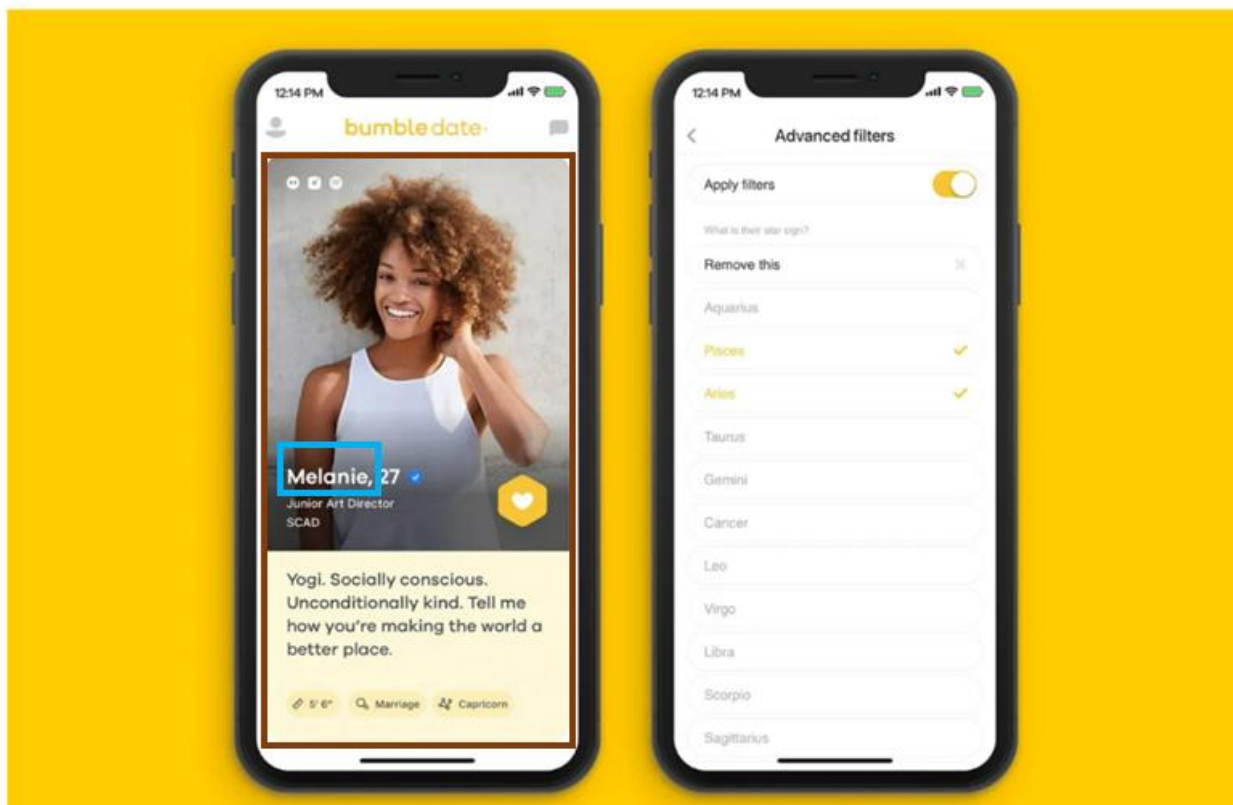 12:14 PM
bumble date
Melanie, 27
Junior Art Director
SCAD
Yogi. Socially conscious.
Unconditionally kind. Tell me
how you're making the world a
better place.
5' 6"
Marriage
Capricorn
12:14 PM
Advanced filters
Apply filters
What is their star sign?
Remove this
Aquarius
Pisces
Aries
Taurus
Gemini
Cancer
Leo
Virgo
Libra
Scorpio
Sagittarius